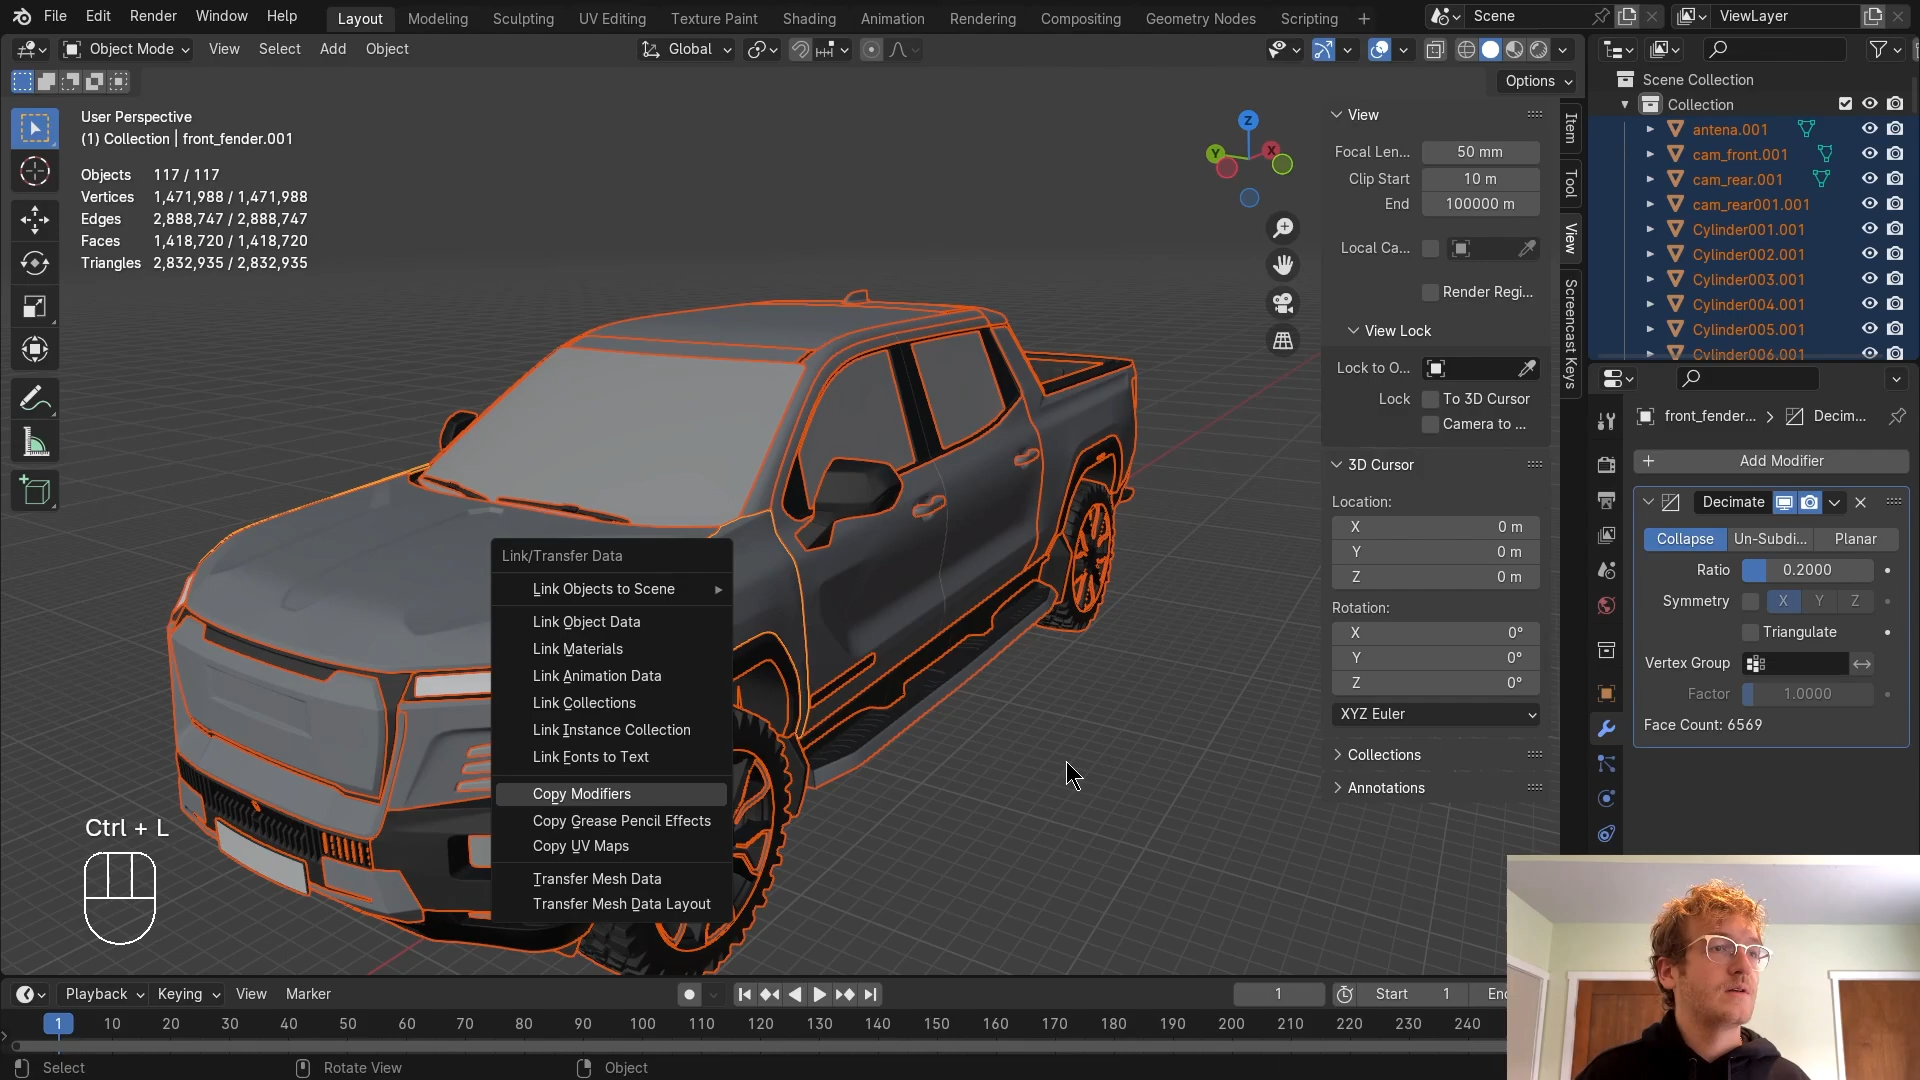 File Edit Render Window Help Layout Modeling Sculpting UV Editing Texture Paint Shading Animation Rendering Compositing Geometry Nodes Scripting Scene ViewLayer
Object Mode View Select Add Object Global
Options
User Perspective
(1) Collection | front_fender.001
Objects 117 / 117
Vertices 1,471,988 / 1,471,988
Edges 2,888,747 / 2,888,747
Faces 1,418,720 / 1,418,720
Triangles 2,832,935 / 2,832,935
Z
Y
X
View
Focal Len... 50 mm
Clip Start 10 m
End 100000 m
Local Ca...
Render Regi...
View Lock
Lock to O...
Lock To 3D Cursor
Camera to ...
3D Cursor
Location:
X 0 m
Y 0 m
Z 0 m
Rotation:
X 0°
Y 0°
Z 0°
XYZ Euler
Collections
Annotations
Item
Tool
View
Screencast Keys
Scene Collection
Collection
antena.001
cam_front.001
cam_rear.001
cam_rear001.001
Cylinder001.001
Cylinder002.001
Cylinder003.001
Cylinder004.001
Cylinder005.001
Cylinder006.001
front_fender... Decim...
Add Modifier
Decimate
Collapse Un-Subdi... Planar
Ratio 0.2000
Symmetry X Y Z
Triangulate
Vertex Group
Factor 1.0000
Face Count: 6569
Link/Transfer Data
Link Objects to Scene
Link Object Data
Link Materials
Link Animation Data
Link Collections
Link Instance Collection
Link Fonts to Text
Copy Modifiers
Copy Grease Pencil Effects
Copy UV Maps
Transfer Mesh Data
Transfer Mesh Data Layout
Ctrl + L
Playback Keying View Marker 1 Start 1 En
1 10 20 30 40 50 60 70 80 90 100 110 120 130 140 150 160 170 180 190 200 210 220 230 240
Select Rotate View Object